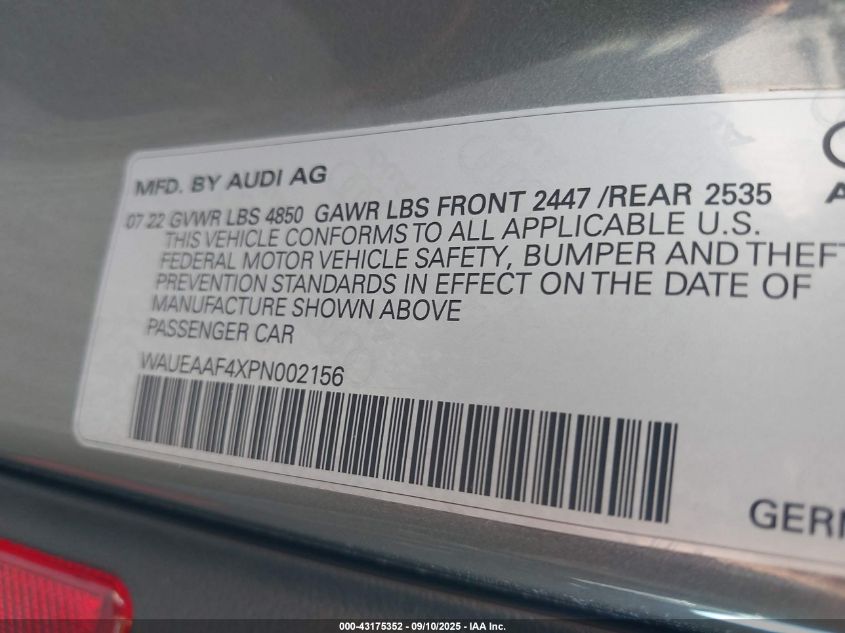 MFD. BY AUDI AG
07.22 GVWR LBS 4850 GAWR LBS FRONT 2447 /REAR 2535
THIS VEHICLE CONFORMS TO ALL APPLICABLE U.S.
FEDERAL MOTOR VEHICLE SAFETY, BUMPER AND THEF
PREVENTION STANDARDS IN EFFECT ON THE DATE OF
MANUFACTURE SHOWN ABOVE
PASSENGER CAR
WAUEAAF4XPN002156
GER
000-43175352 - 09/10/2025 - IAA Inc.